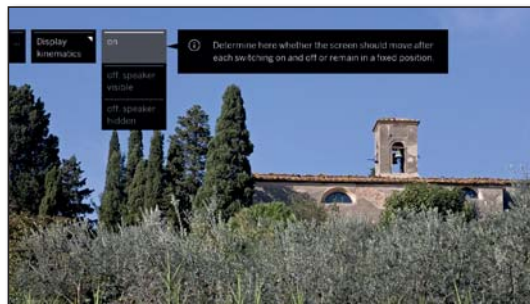 ...
Display
kinematics
on
Determine here whether the screen should move after
each switching on and off or remain in a fixed position.
off, speaker
visible
off, speaker
hidden